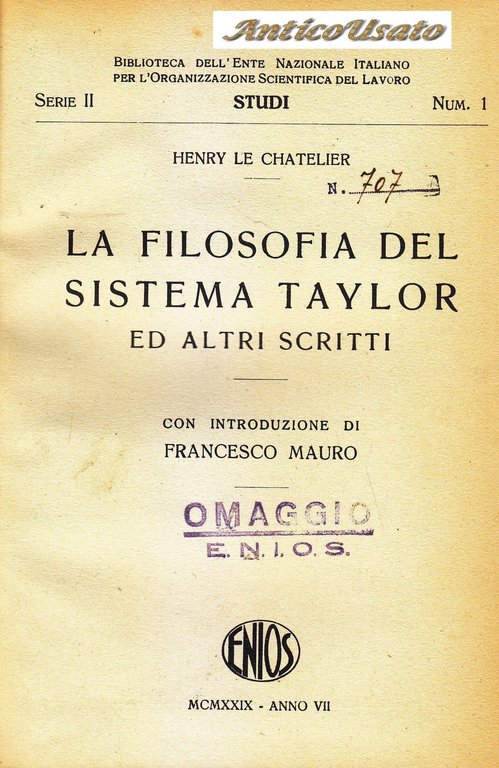 AnticoUsato
BIBLIOTECA DELL'ENTE NAZIONALE ITALIANO
PER L'ORGANIZZAZIONE SCIENTIFICA DEL LAVORO
SERIE II STUDI NUM. 1
HENRY LE CHATELIER
N. 707
LA FILOSOFIA DEL
SISTEMA TAYLOR
ED ALTRI SCRITTI
CON INTRODUZIONE DI
FRANCESCO MAURO
OMAGGIO
E.N.I.O.S.
ENIOS
MCMXXIX - ANNO VII